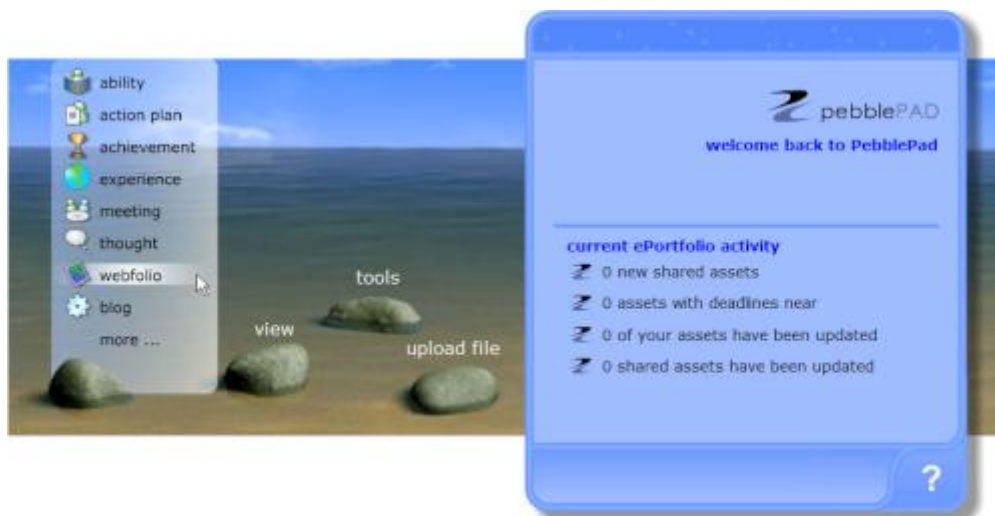 ability
action plan
achievement
experience
meeting
thought
webfolio
blog
more ...
tools
view
upload file
pebblePAD
welcome back to PebblePad
current ePortfolio activity
0 new shared assets
0 assets with deadlines near
0 of your assets have been updated
0 shared assets have been updated
?